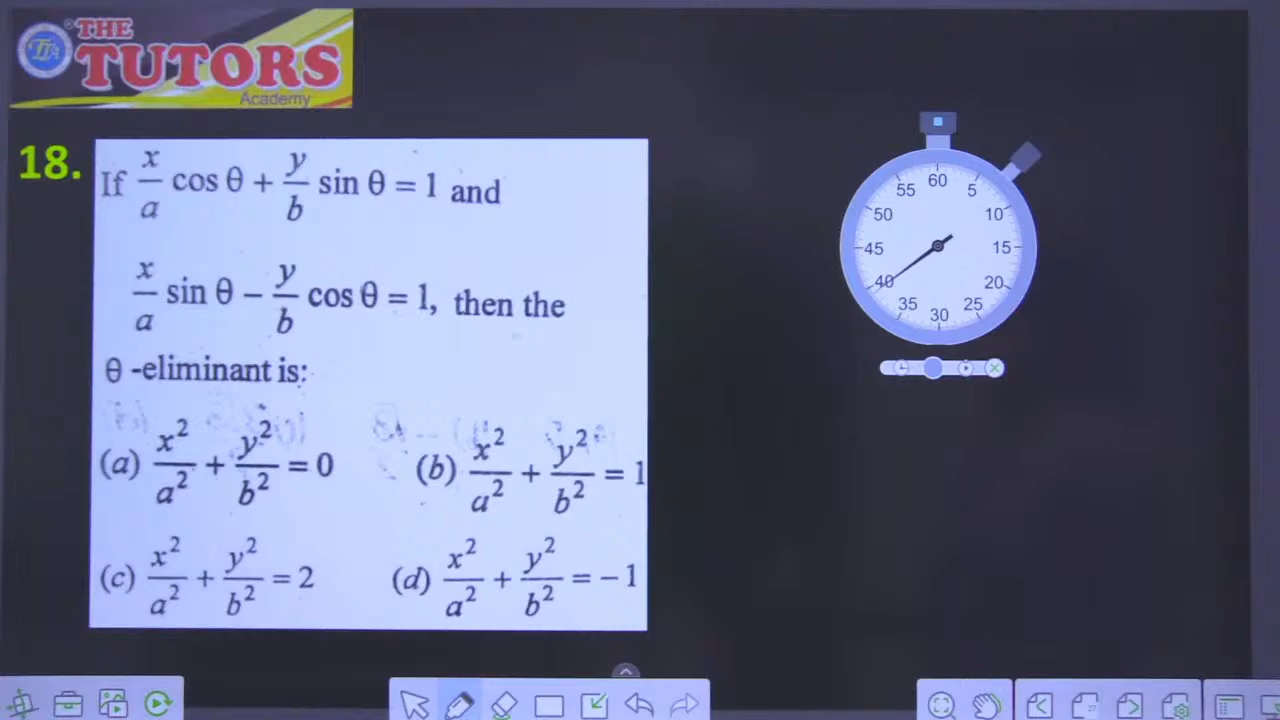 THE
TUTORS
Academy
18.
If x/a cos θ + y/b sin θ = 1 and
x/a sin θ − y/b cos θ = 1, then the
θ -eliminant is:
(a) x²/a² + y²/b² = 0
(b) x²/a² + y²/b² = 1
(c) x²/a² + y²/b² = 2
(d) x²/a² + y²/b² = − 1
60
5
10
15
20
25
30
35
40
45
50
55